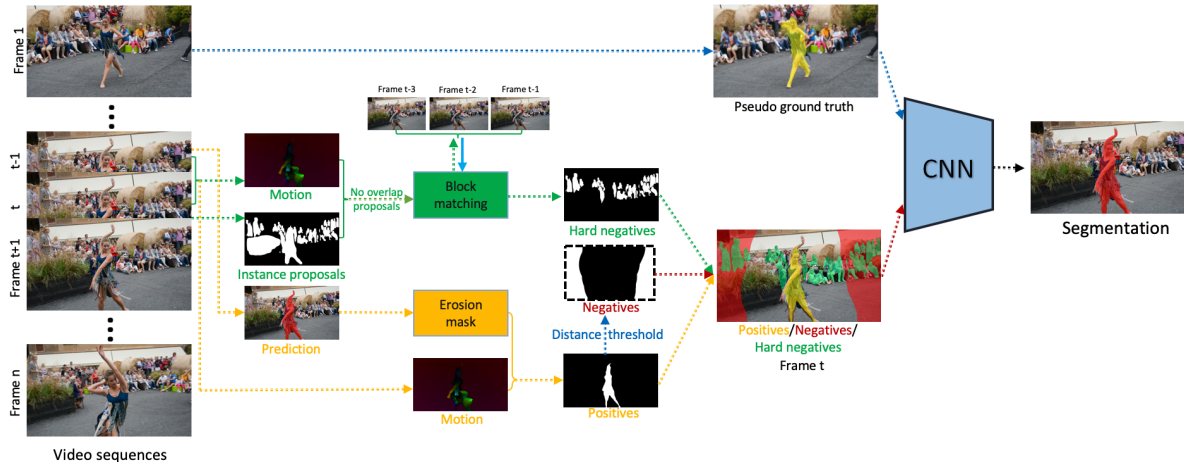 Frame 1
t-1
t
Frame t+1
Frame n
Video sequences
Motion
Instance proposals
Prediction
No overlap
proposals
Frame t-3
Frame t-2
Frame t-1
Block
matching
Erosion
mask
Motion
Hard negatives
Negatives
Distance threshold
Positives
Pseudo ground truth
Positives/Negatives/
Hard negatives
Frame t
CNN
Segmentation